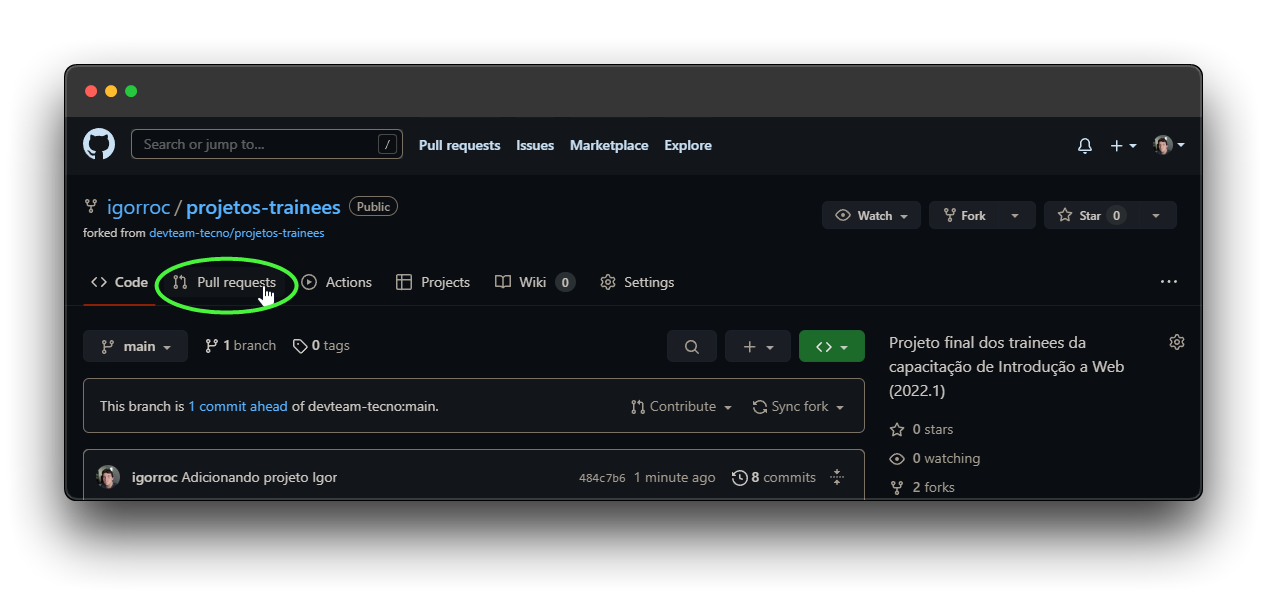 Search or jump to... / Pull requests Issues Marketplace Explore
igorroc / projetos-trainees Public
Watch Fork Star 0
forked from devteam-tecno/projetos-trainees
Code Pull requests Actions Projects Wiki 0 Settings
main 1 branch 0 tags
Projeto final dos trainees da
capacitação de Introdução a Web
(2022.1)
This branch is 1 commit ahead of devteam-tecno:main. Contribute Sync fork
0 stars
0 watching
2 forks
igorroc Adicionando projeto Igor 484c7b6 1 minute ago 8 commits